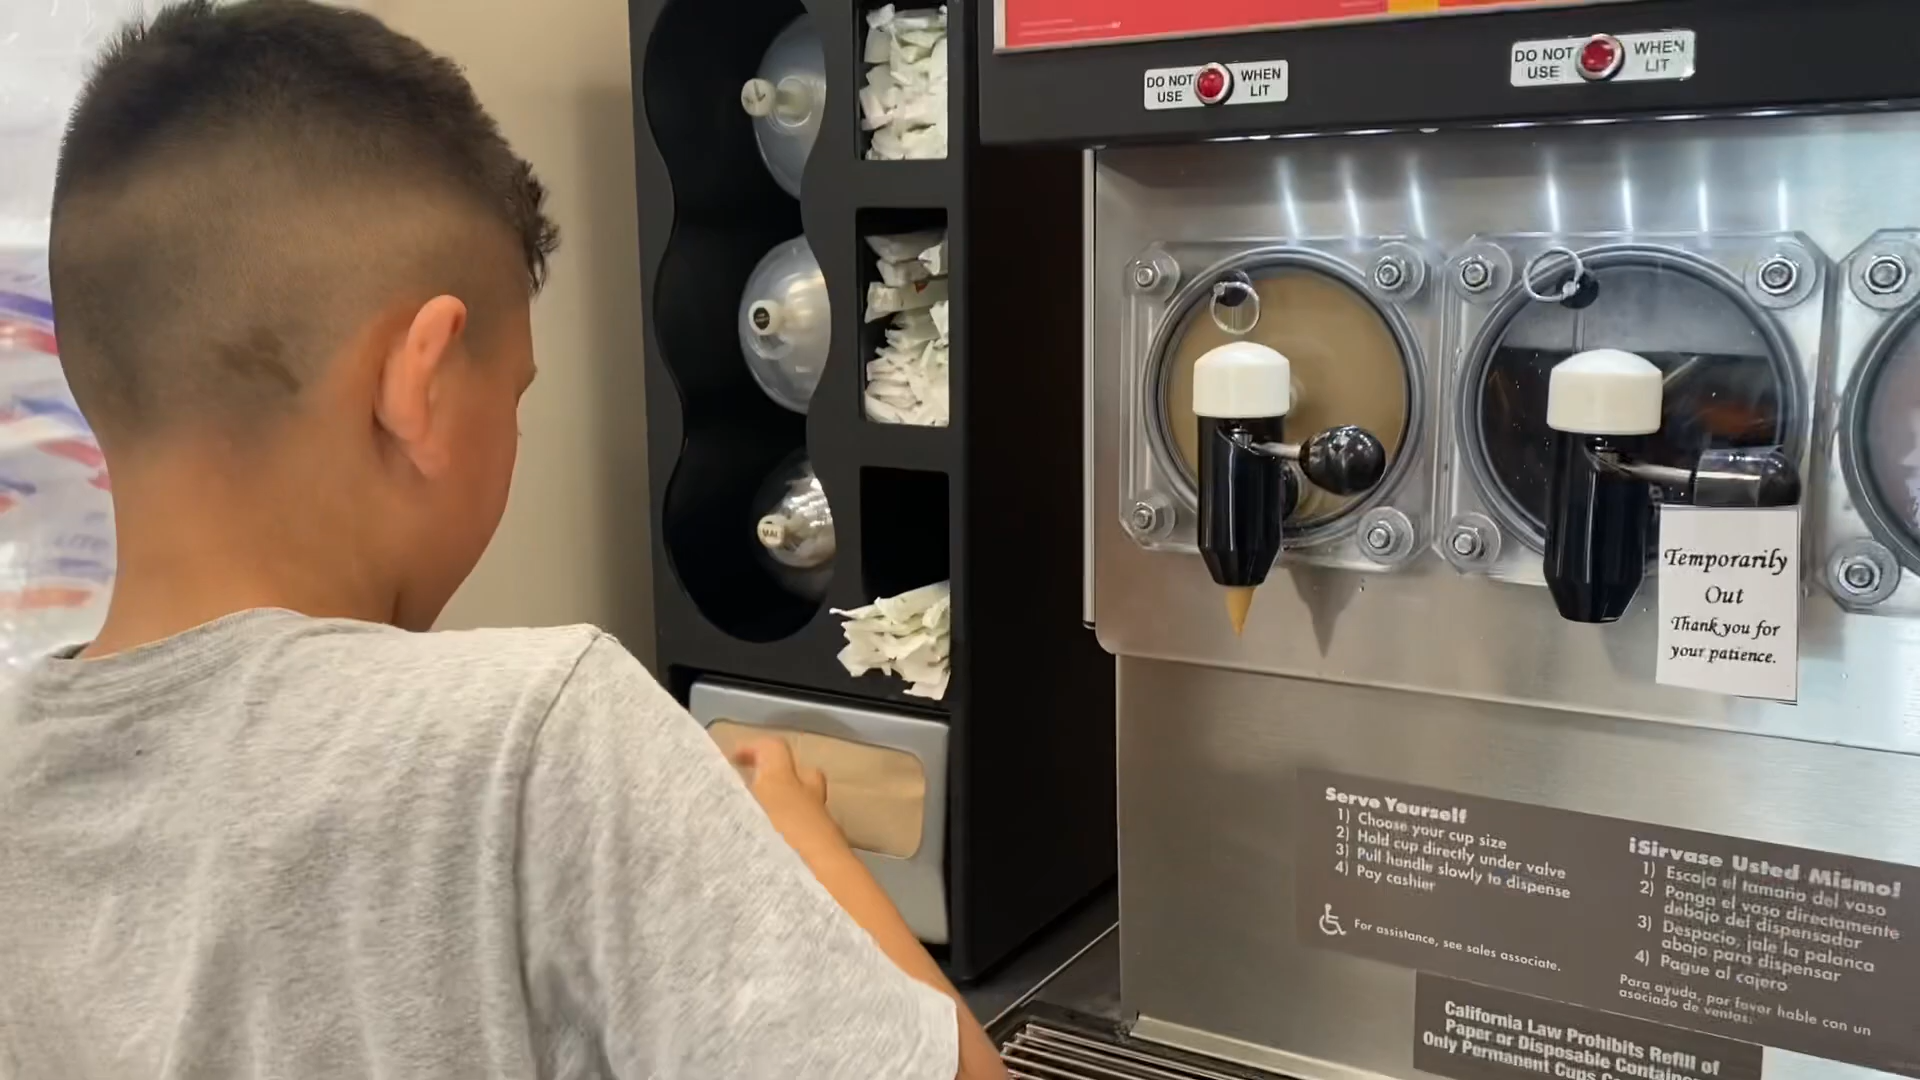 DO NOT
USE
WHEN
LIT
DO NOT
USE
WHEN
LIT
Temporarily
Out
Thank you for
your patience.
Serve Yourself
1) Choose your cup size
2) Hold cup directly under valve
3) Pull handle slowly to dispense
4) Pay cashier
For assistance, see sales associate.
¡Sirvase Usted Mismo!
1) Escoja el tamaño del vaso
2) Ponga el vaso directamente
debajo del dispensador
3) Despacio, jale la palanca
abajo para dispensar
4) Pague al cajero
Para ayuda, por favor hable con un
asociado de ventas.
California Law Prohibits Refill of
Paper or Disposable
Only Permanent Cups